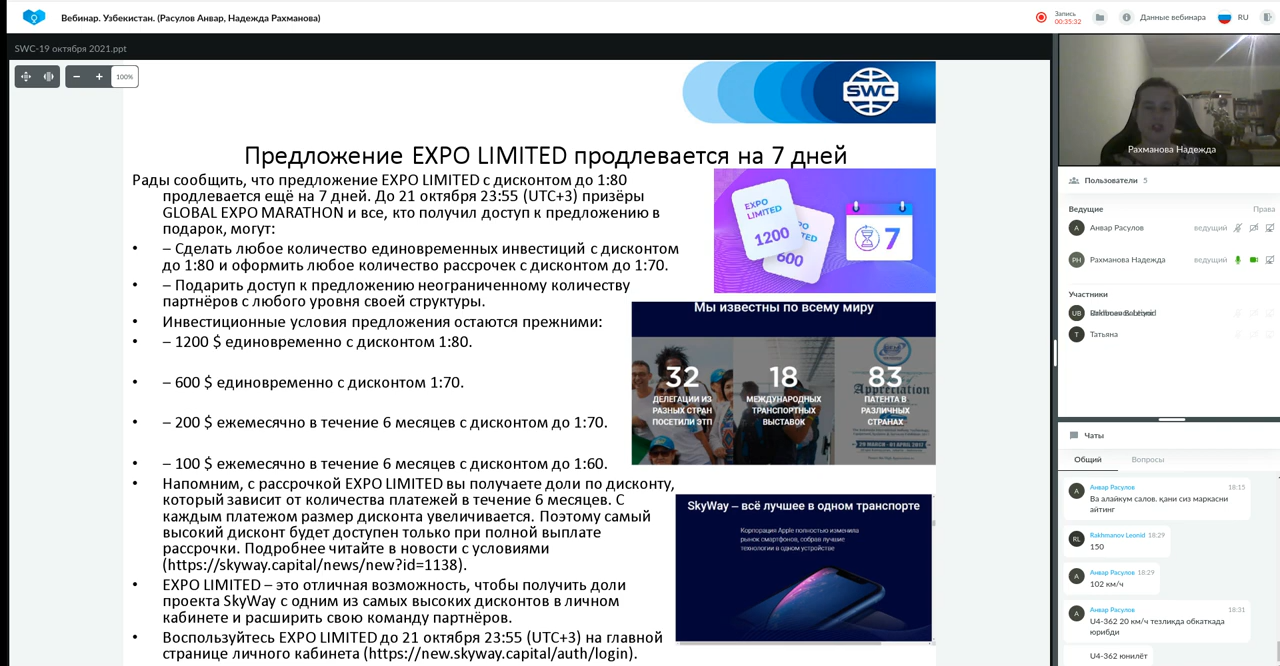 Вебинар. Узбекистан. (Расулов Анвар, Надежда Рахманова)
Запись
00:35:32
Данные вебинара
RU
SWC-19 октября 2021.ppt
100%
SWC
Предложение EXPO LIMITED продлевается на 7 дней
Рады сообщить, что предложение EXPO LIMITED с дисконтом до 1:80
продлевается ещё на 7 дней. До 21 октября 23:55 (UTC+3) призёры
GLOBAL EXPO MARATHON и все, кто получил доступ к предложению в
подарок, могут:
• – Сделать любое количество единовременных инвестиций с дисконтом
до 1:80 и оформить любое количество рассрочек с дисконтом до 1:70.
• – Подарить доступ к предложению неограниченному количеству
партнёров с любого уровня своей структуры.
• Инвестиционные условия предложения остаются прежними:
• – 1200 $ единовременно с дисконтом 1:80.
• – 600 $ единовременно с дисконтом 1:70.
• – 200 $ ежемесячно в течение 6 месяцев с дисконтом до 1:70.
• – 100 $ ежемесячно в течение 6 месяцев с дисконтом до 1:60.
• Напомним, с рассрочкой EXPO LIMITED вы получаете доли по дисконту,
который зависит от количества платежей в течение 6 месяцев. С
каждым платежом размер дисконта увеличивается. Поэтому самый
высокий дисконт будет доступен только при полной выплате
рассрочки. Подробнее читайте в новости с условиями
(https://skyway.capital/news/new?id=1138).
• EXPO LIMITED – это отличная возможность, чтобы получить доли
проекта SkyWay с одним из самых высоких дисконтов в личном
кабинете и расширить свою команду партнёров.
• Воспользуйтесь EXPO LIMITED до 21 октября 23:55 (UTC+3) на главной
странице личного кабинета (https://new.skyway.capital/auth/login).
EXPO
LIMITED
1200
600
7
Мы известны по всему миру
32
ДЕЛЕГАЦИИ ИЗ
РАЗНЫХ СТРАН
ПОСЕТИЛИ ЭТП
18
МЕЖДУНАРОДНЫХ
ТРАНСПОРТНЫХ
ВЫСТАВОК
83
ПАТЕНТА В
РАЗЛИЧНЫХ
СТРАНАХ
Appreciation
SkyWay – всё лучшее в одном транспорте
Корпорация Apple полностью изменила
рынок смартфонов, собрав лучшие
технологии в одном устройстве
Рахманова Надежда
Пользователи 5
Ведущие
Права
А Анвар Расулов ведущий
РН Рахманова Надежда ведущий
Участники
UB
Т Татьяна
Чаты
Общий
Вопросы
А Анвар Расулов 18:15
Ва алайкум салов, қани сиз маркасни
айтинг
RL Rakhmanov Leonid 18:29
150
А Анвар Расулов 18:29
102 км/ч
А Анвар Расулов 18:31
U4-362 20 км/ч тезликда обкаткада
юрибди
U4-362 юнилёт